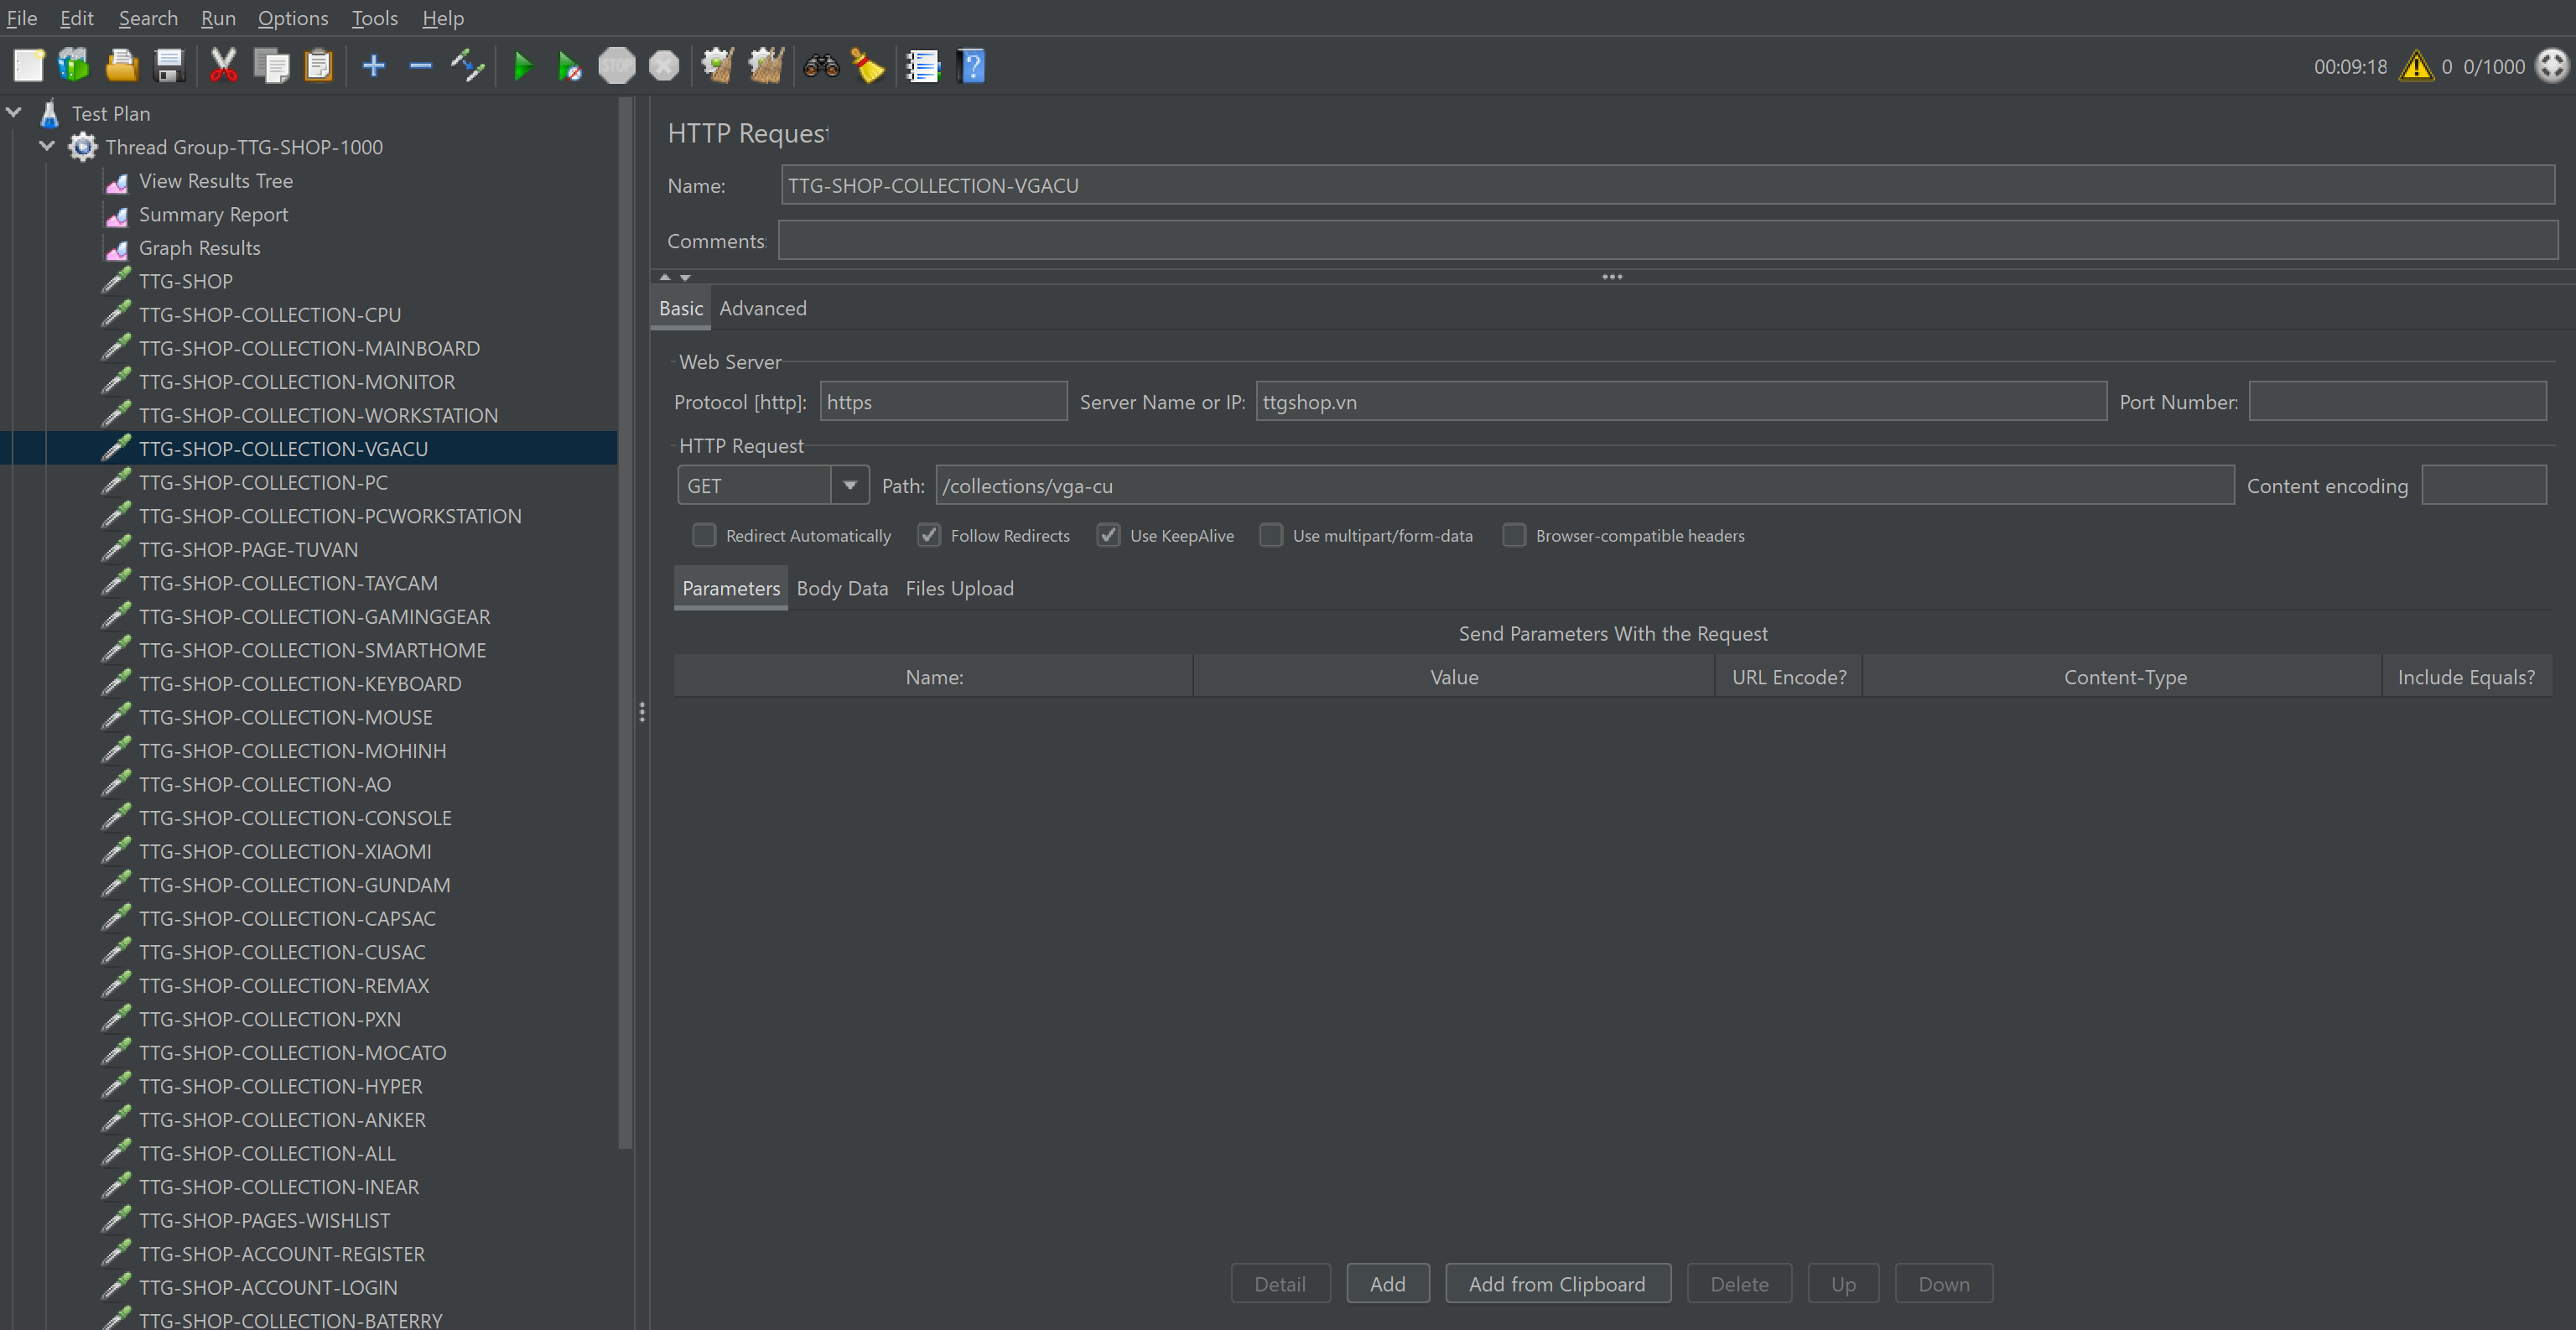 File Edit Search Run Options Tools Help
STOP
00:09:18 0 0/1000
Test Plan
Thread Group-TTG-SHOP-1000
View Results Tree
Summary Report
Graph Results
TTG-SHOP
TTG-SHOP-COLLECTION-CPU
TTG-SHOP-COLLECTION-MAINBOARD
TTG-SHOP-COLLECTION-MONITOR
TTG-SHOP-COLLECTION-WORKSTATION
TTG-SHOP-COLLECTION-VGACU
TTG-SHOP-COLLECTION-PC
TTG-SHOP-COLLECTION-PCWORKSTATION
TTG-SHOP-PAGE-TUVAN
TTG-SHOP-COLLECTION-TAYCAM
TTG-SHOP-COLLECTION-GAMINGGEAR
TTG-SHOP-COLLECTION-SMARTHOME
TTG-SHOP-COLLECTION-KEYBOARD
TTG-SHOP-COLLECTION-MOUSE
TTG-SHOP-COLLECTION-MOHINH
TTG-SHOP-COLLECTION-AO
TTG-SHOP-COLLECTION-CONSOLE
TTG-SHOP-COLLECTION-XIAOMI
TTG-SHOP-COLLECTION-GUNDAM
TTG-SHOP-COLLECTION-CAPSAC
TTG-SHOP-COLLECTION-CUSAC
TTG-SHOP-COLLECTION-REMAX
TTG-SHOP-COLLECTION-PXN
TTG-SHOP-COLLECTION-MOCATO
TTG-SHOP-COLLECTION-HYPER
TTG-SHOP-COLLECTION-ANKER
TTG-SHOP-COLLECTION-ALL
TTG-SHOP-COLLECTION-INEAR
TTG-SHOP-PAGES-WISHLIST
TTG-SHOP-ACCOUNT-REGISTER
TTG-SHOP-ACCOUNT-LOGIN
TTG-SHOP-COLLECTION-BATERRY
HTTP Request
Name: TTG-SHOP-COLLECTION-VGACU
Comments:
Basic Advanced
Web Server
Protocol [http]: https Server Name or IP: ttgshop.vn Port Number:
HTTP Request
GET Path: /collections/vga-cu Content encoding
Redirect Automatically Follow Redirects Use KeepAlive Use multipart/form-data Browser-compatible headers
Parameters Body Data Files Upload
Send Parameters With the Request
Name: Value URL Encode? Content-Type Include Equals?
Detail Add Add from Clipboard Delete Up Down